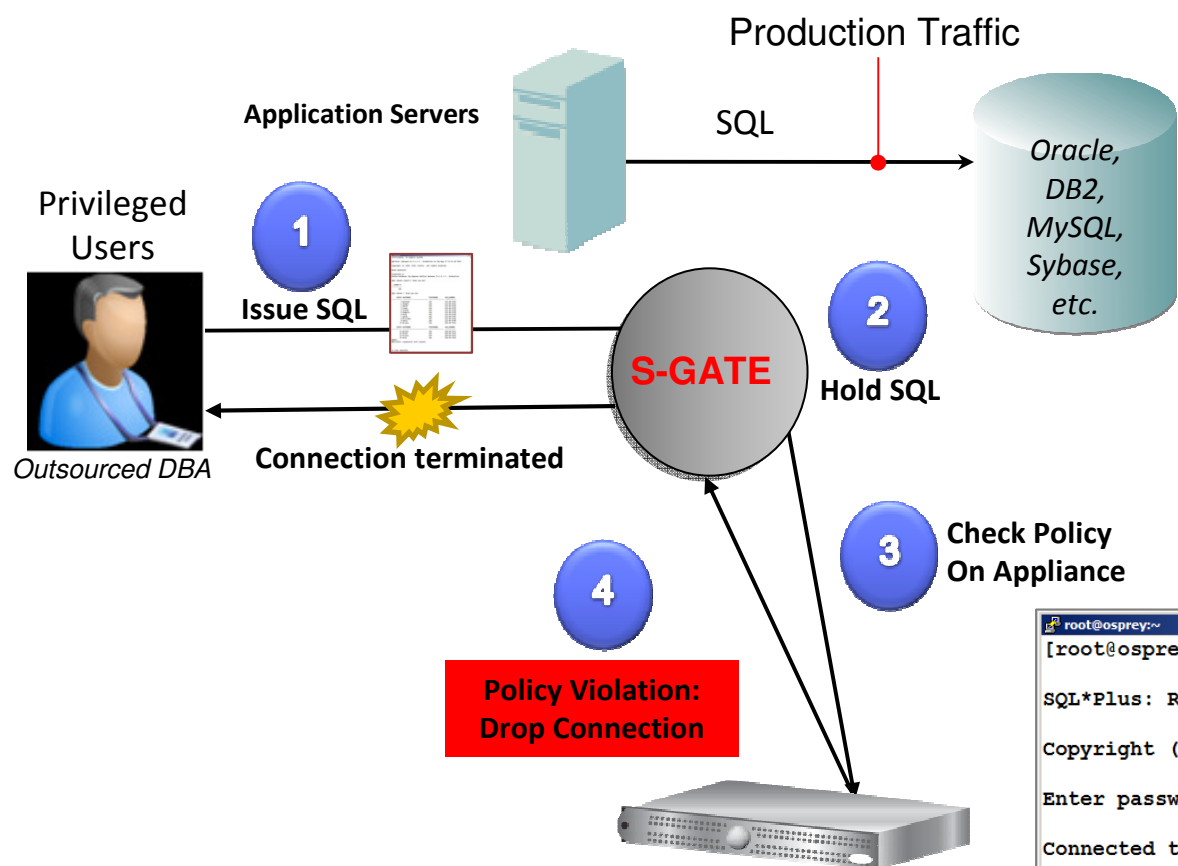 Production Traffic
Application Servers
SQL
Oracle,
DB2,
MySQL,
Sybase,
etc.
Privileged
Users
1
Issue SQL
S-GATE
2
Hold SQL
Outsourced DBA
Connection terminated
3
Check Policy
On Appliance
4
Policy Violation:
Drop Connection
root@osprey:~
[root@ospre
SQL*Plus: R
Copyright (
Enter passw
Connected t